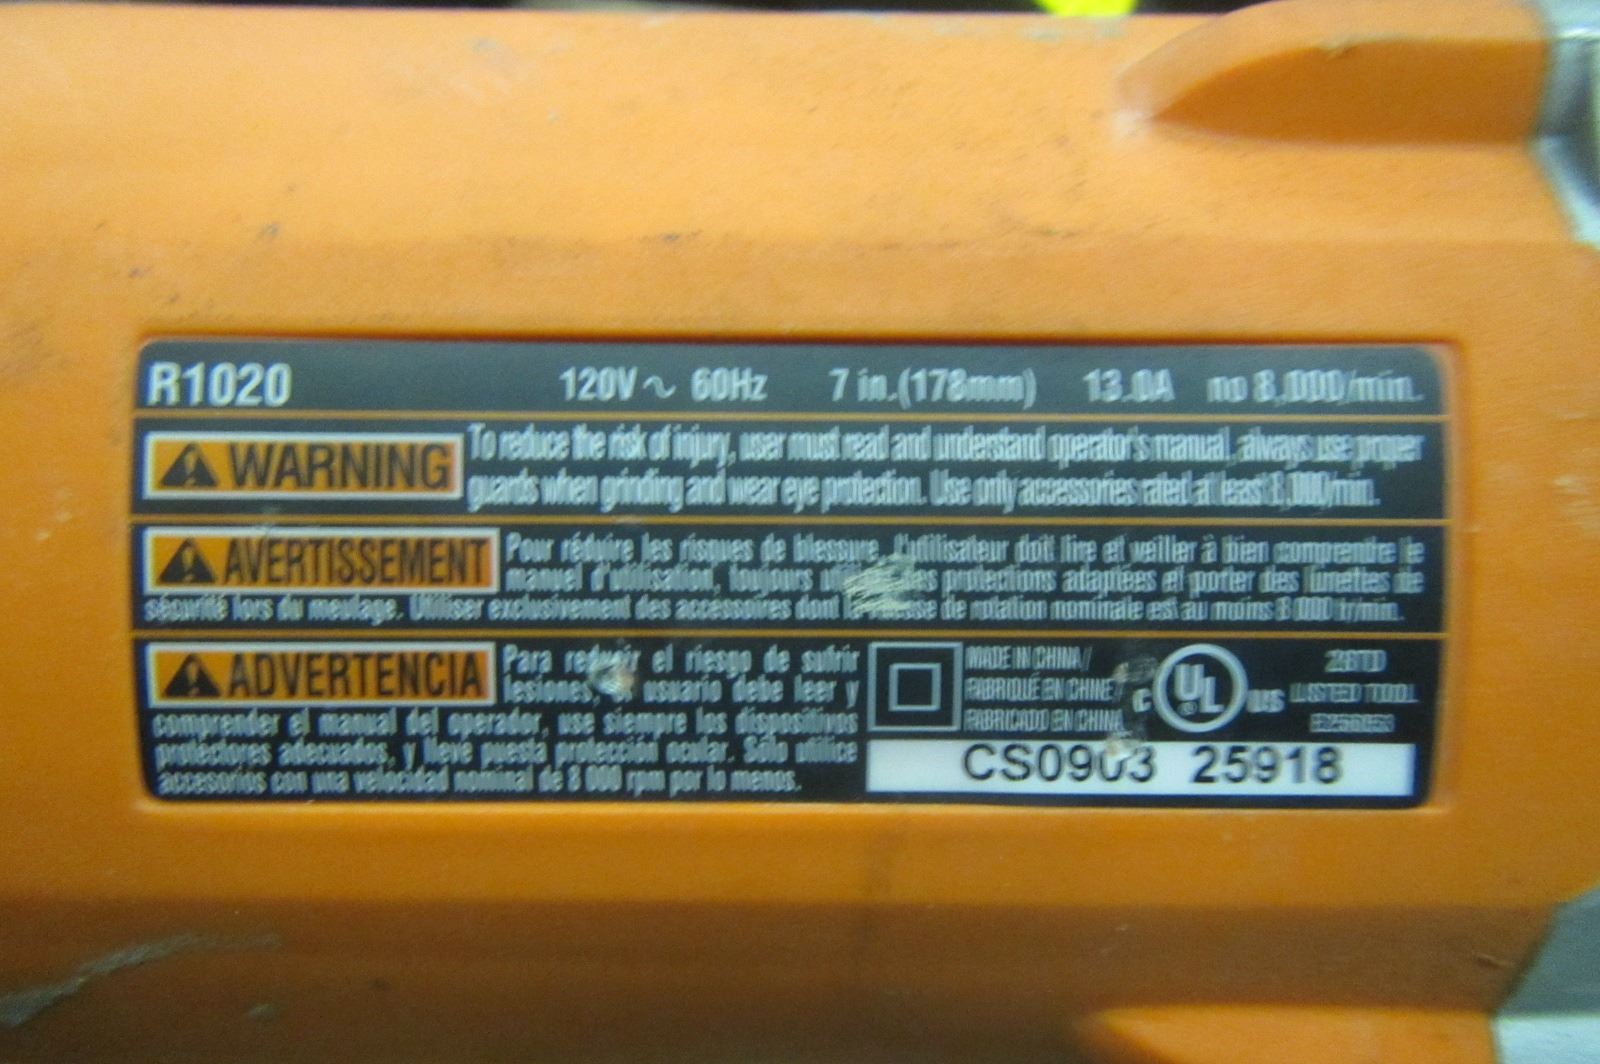 R1020 120V ~ 60Hz 7 in.(178mm) 13.0A no 8,000/min.
WARNING To reduce the risk of injury, user must read and understand operator's manual, always use proper
guards when grinding and wear eye protection. Use only accessories rated at least 8,000/min.
AVERTISSEMENT Pour réduire les risques de blessure, l'utilisateur doit lire et veiller à bien comprendre le
manuel d'utilisation, toujours protections adaptées et porter des lunettes de
sécurité lors du meulage. Utiliser exclusivement des accessoires dont la de rotation nominale est au moins 8 000 tr/min.
ADVERTENCIA Para reducir el riesgo de sufrir
lesiones, usuario debe leer y
comprender el manual del operador, use siempre los dispositivos
protectores adecuados, y lleve puesta protección ocular. Sólo utilice
accesorios con una velocidad nominal de 8 000 rpm por lo menos.
MADE IN CHINA/
FABRIQUÉ EN CHINE
FABRICADO EN CHINA
c UL ® us
LISTED TOOL
CS0903 25918